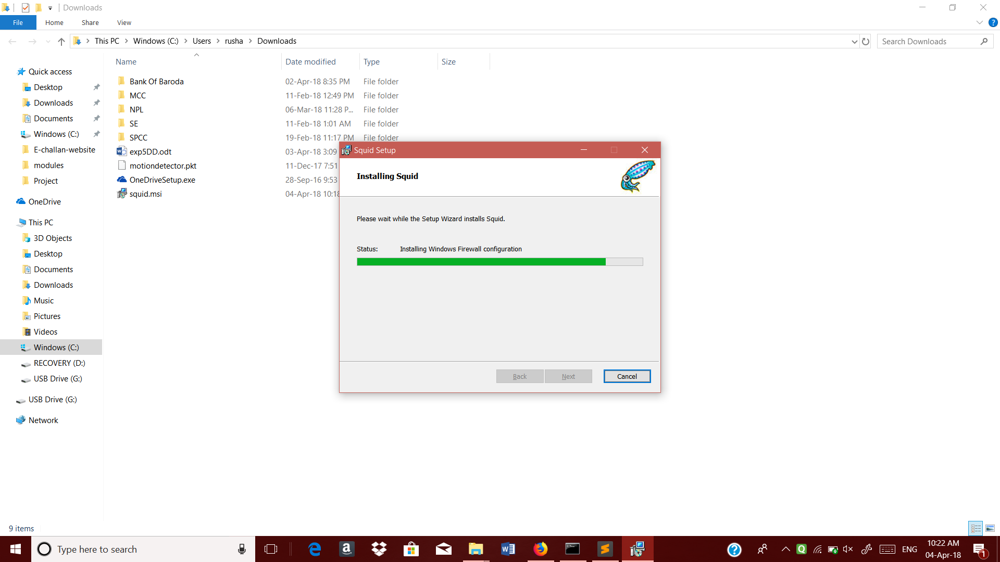 Downloads
File Home Share View
This PC Windows (C:) Users rusha Downloads
Search Downloads
Name Date modified Type Size
Quick access
Desktop
Downloads
Documents
Windows (C:)
E-challan-website
modules
Project
OneDrive
This PC
3D Objects
Desktop
Documents
Downloads
Music
Pictures
Videos
Windows (C:)
RECOVERY (D:)
USB Drive (G:)
USB Drive (G:)
Network
Bank Of Baroda 02-Apr-18 8:35 PM File folder
MCC 11-Feb-18 12:49 PM File folder
NPL 06-Mar-18 11:28 P... File folder
SE 11-Feb-18 1:01 AM File folder
SPCC 19-Feb-18 11:17 PM File folder
exp5DD.odt 03-Apr-18 3:09
motiondetector.pkt 11-Dec-17 7:51
OneDriveSetup.exe 28-Sep-16 9:53
squid.msi 04-Apr-18 10:18
Squid Setup
Installing Squid
Please wait while the Setup Wizard installs Squid.
Status: Installing Windows Firewall configuration
Back Next Cancel
9 items
Type here to search
ENG
10:22 AM
04-Apr-18
1